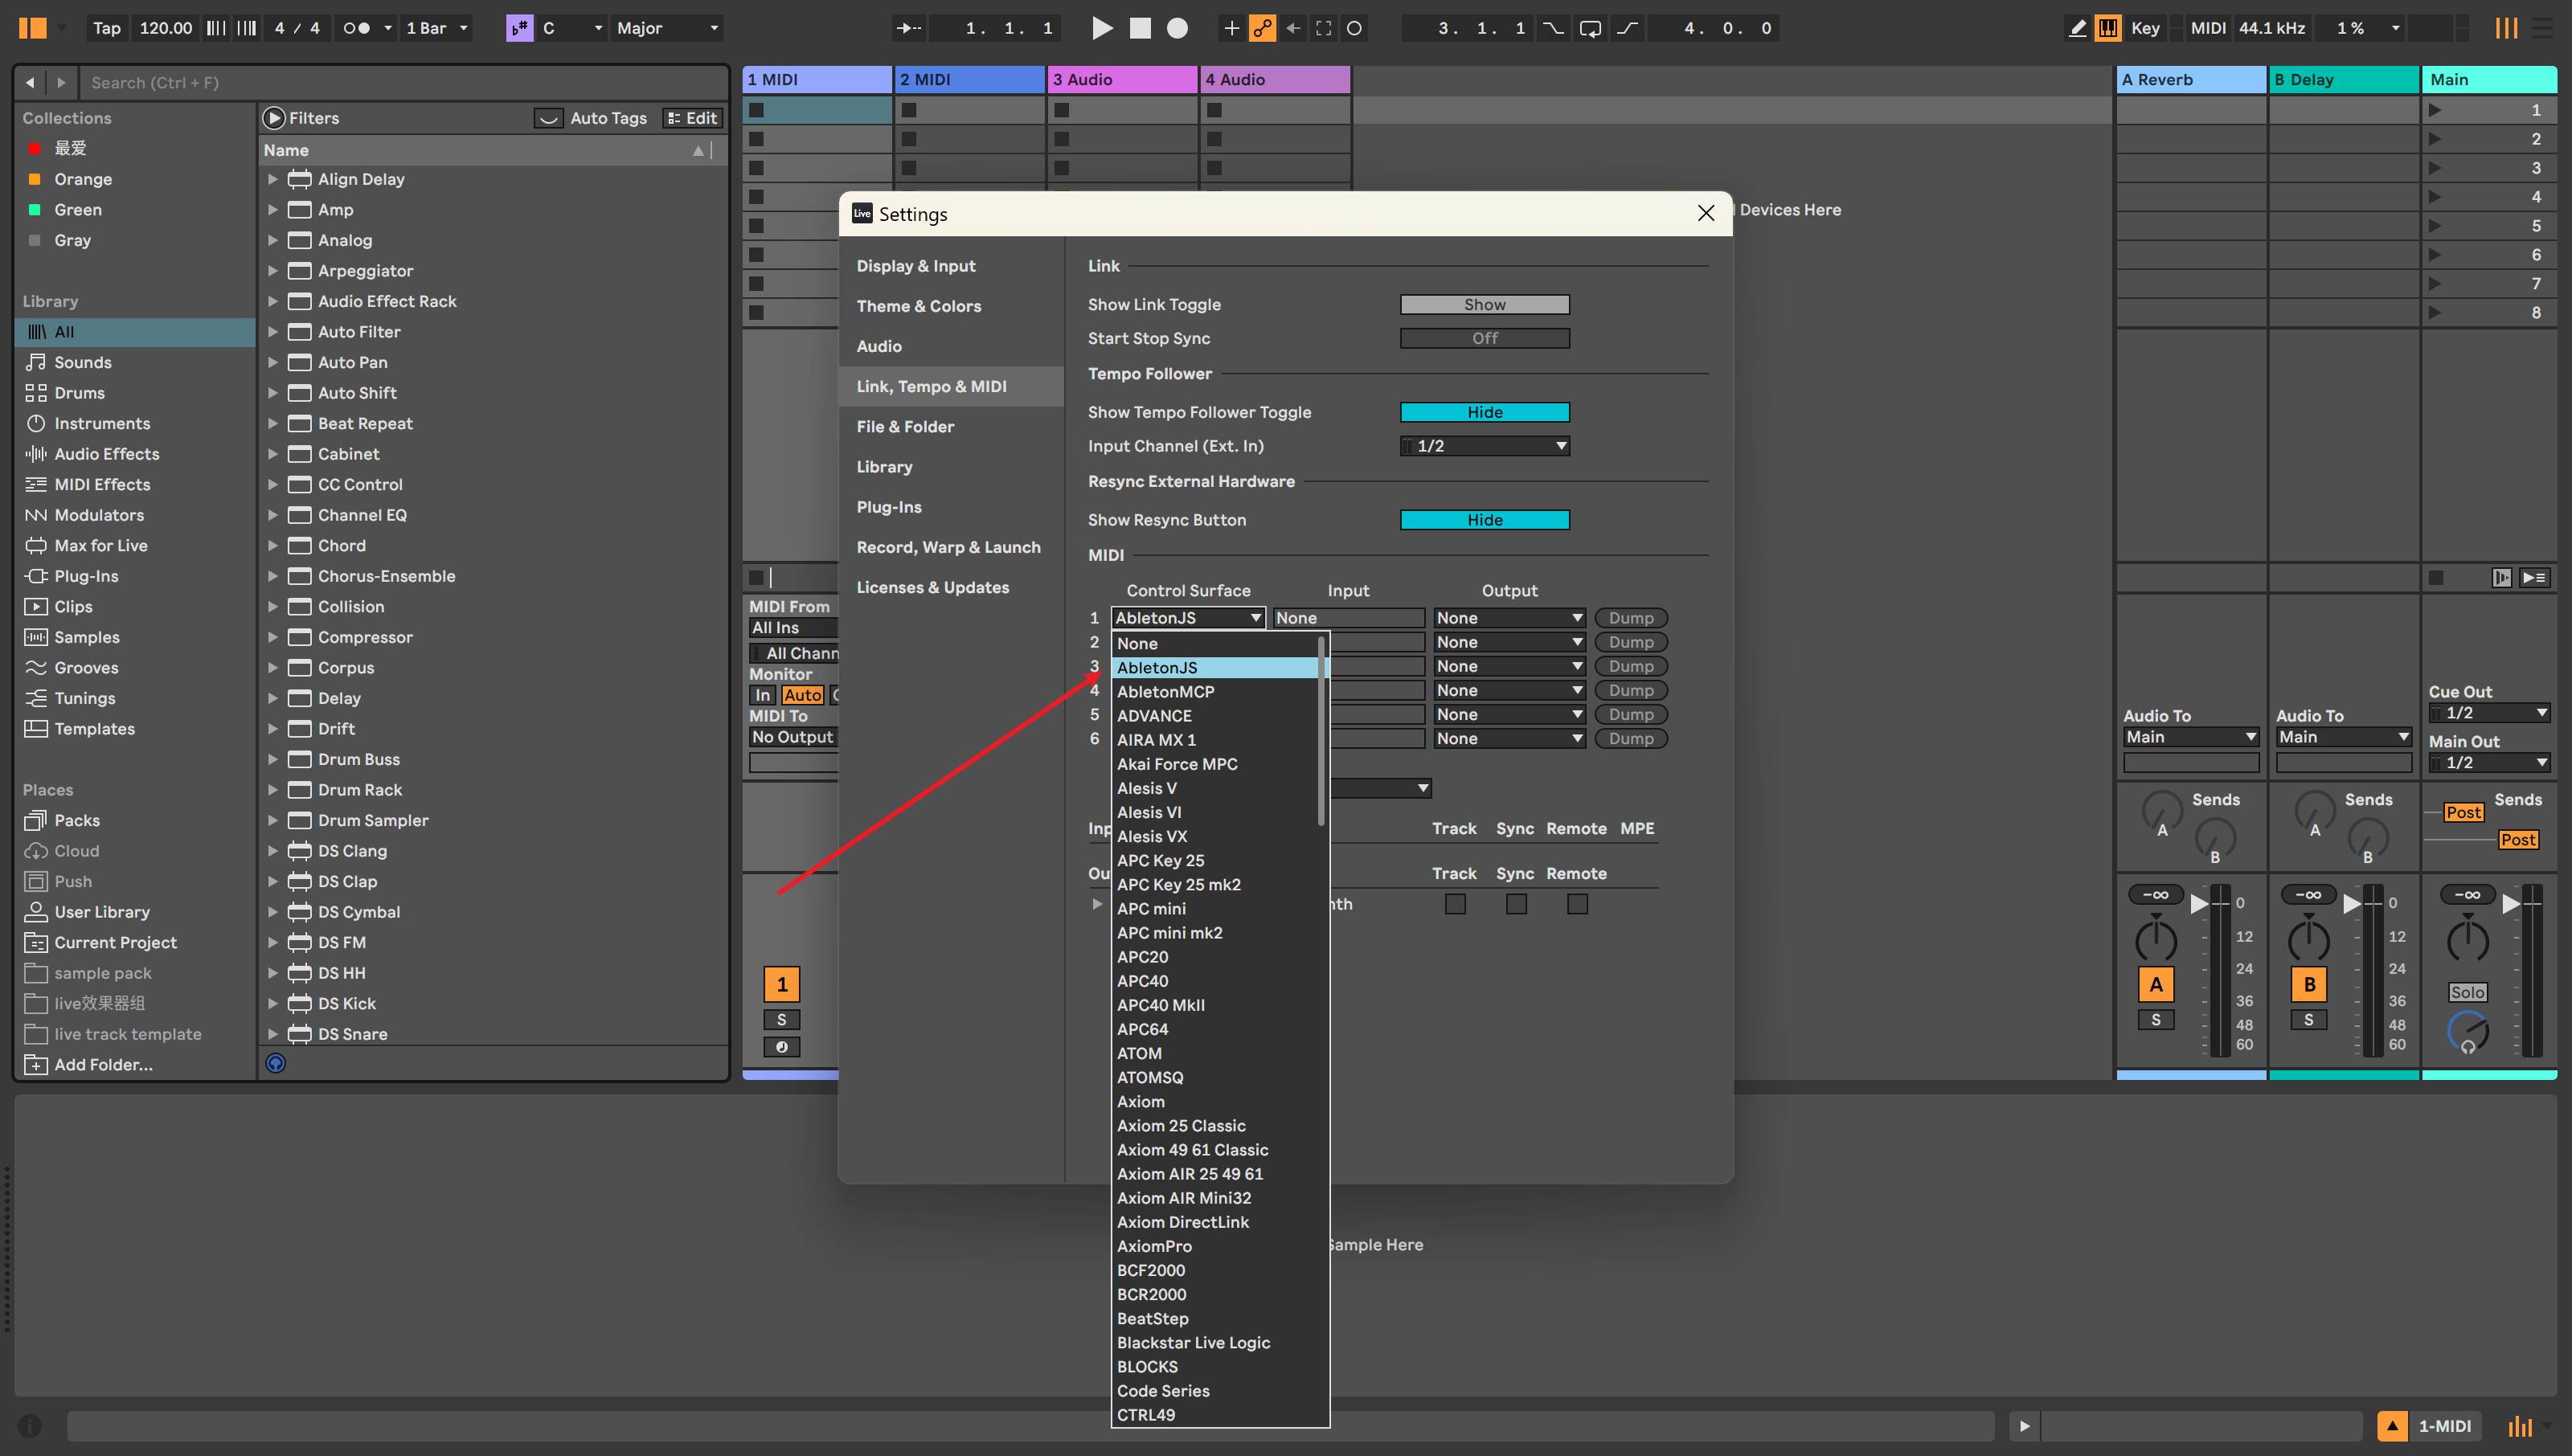 Tap 120.00 4 / 4 1 Bar C Major 1. 1. 1 3. 1. 1 4. 0. 0 Key MIDI 44.1 kHz 1 %
Search (Ctrl + F)
Collections
最爱
Orange
Green
Gray
Library
All
Sounds
Drums
Instruments
Audio Effects
MIDI Effects
Modulators
Max for Live
Plug-Ins
Clips
Samples
Grooves
Tunings
Templates
Places
Packs
Cloud
Push
User Library
Current Project
sample pack
live效果器组
live track template
Add Folder...
Filters Auto Tags Edit
Name
Align Delay
Amp
Analog
Arpeggiator
Audio Effect Rack
Auto Filter
Auto Pan
Auto Shift
Beat Repeat
Cabinet
CC Control
Channel EQ
Chord
Chorus-Ensemble
Collision
Compressor
Corpus
Delay
Drift
Drum Buss
Drum Rack
Drum Sampler
DS Clang
DS Clap
DS Cymbal
DS FM
DS HH
DS Kick
DS Snare
1 MIDI 2 MIDI 3 Audio 4 Audio
Devices Here
MIDI From
All Ins
All Chann
Monitor
In Auto
MIDI To
No Output
1
S
Live Settings
Display & Input
Theme & Colors
Audio
Link, Tempo & MIDI
File & Folder
Library
Plug-Ins
Record, Warp & Launch
Licenses & Updates
Link
Show Link Toggle Show
Start Stop Sync Off
Tempo Follower
Show Tempo Follower Toggle Hide
Input Channel (Ext. In) 1/2
Resync External Hardware
Show Resync Button Hide
MIDI
Control Surface Input Output
1 AbletonJS None None Dump
2 None Dump
3 None Dump
4 None Dump
5 None Dump
6 None Dump
None
AbletonJS
AbletonMCP
ADVANCE
AIRA MX 1
Akai Force MPC
Alesis V
Alesis VI
Alesis VX
APC Key 25
APC Key 25 mk2
APC mini
APC mini mk2
APC20
APC40
APC40 MkII
APC64
ATOM
ATOMSQ
Axiom
Axiom 25 Classic
Axiom 49 61 Classic
Axiom AIR 25 49 61
Axiom AIR Mini32
Axiom DirectLink
AxiomPro
BCF2000
BCR2000
BeatStep
Blackstar Live Logic
BLOCKS
Code Series
CTRL49
Inp Track Sync Remote MPE
Ou Track Sync Remote
nth
Sample Here
A Reverb B Delay Main
1
2
3
4
5
6
7
8
Cue Out
1/2
Audio To Audio To
Main Main
Main Out
1/2
Sends Sends Sends
A A Post
B B Post
-∞ -∞ -∞
0 0
12 12
24 24
A B Solo
36 36
S S
48 48
60 60
1-MIDI